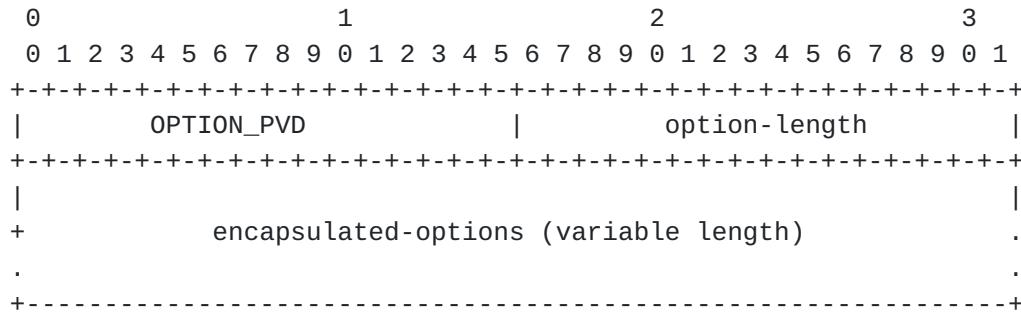 0                   1                   2                   3
 0 1 2 3 4 5 6 7 8 9 0 1 2 3 4 5 6 7 8 9 0 1 2 3 4 5 6 7 8 9 0 1
+-+-+-+-+-+-+-+-+-+-+-+-+-+-+-+-+-+-+-+-+-+-+-+-+-+-+-+-+-+-+-+-+
|        OPTION_PVD             |         option-length         |
+-+-+-+-+-+-+-+-+-+-+-+-+-+-+-+-+-+-+-+-+-+-+-+-+-+-+-+-+-+-+-+-+
|                                                               |
+            encapsulated-options (variable length)             .
.                                                               .
+---------------------------------------------------------------+